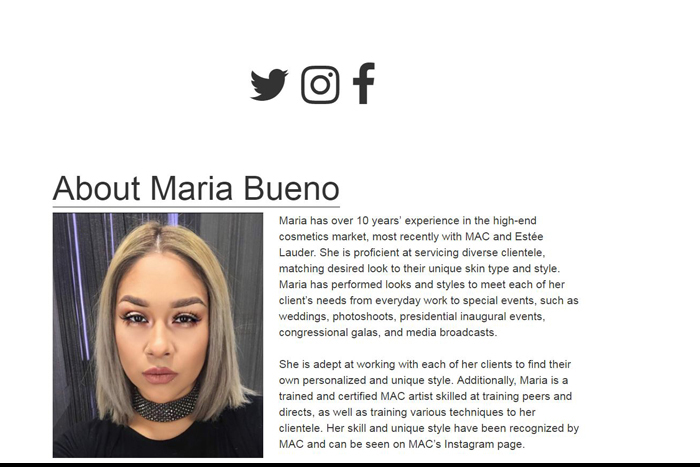 About Maria Bueno
Maria has over 10 years’ experience in the high-end
cosmetics market, most recently with MAC and Estée
Lauder. She is proficient at servicing diverse clientele,
matching desired look to their unique skin type and style.
Maria has performed looks and styles to meet each of her
client’s needs from everyday work to special events, such as
weddings, photoshoots, presidential inaugural events,
congressional galas, and media broadcasts.
She is adept at working with each of her clients to find their
own personalized and unique style. Additionally, Maria is a
trained and certified MAC artist skilled at training peers and
directs, as well as training various techniques to her
clientele. Her skill and unique style have been recognized by
MAC and can be seen on MAC’s Instagram page.